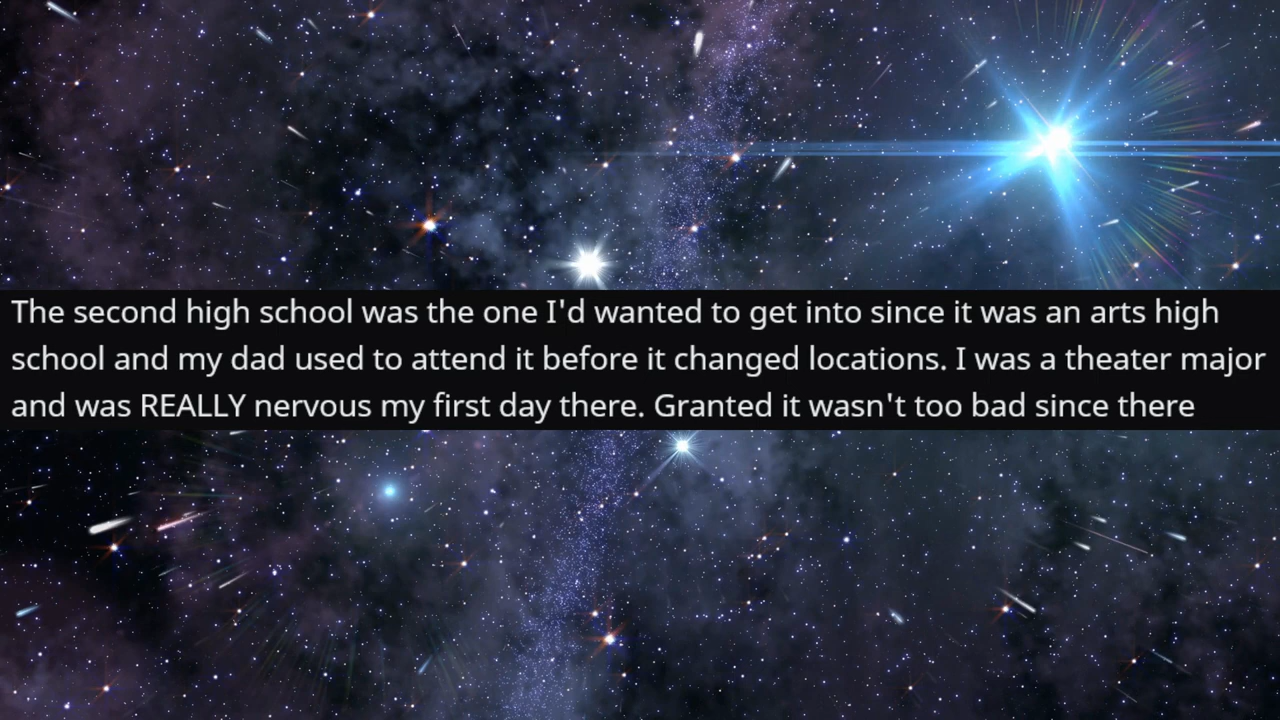 The second high school was the one I'd wanted to get into since it was an arts high
school and my dad used to attend it before it changed locations. I was a theater major
and was REALLY nervous my first day there. Granted it wasn't too bad since there